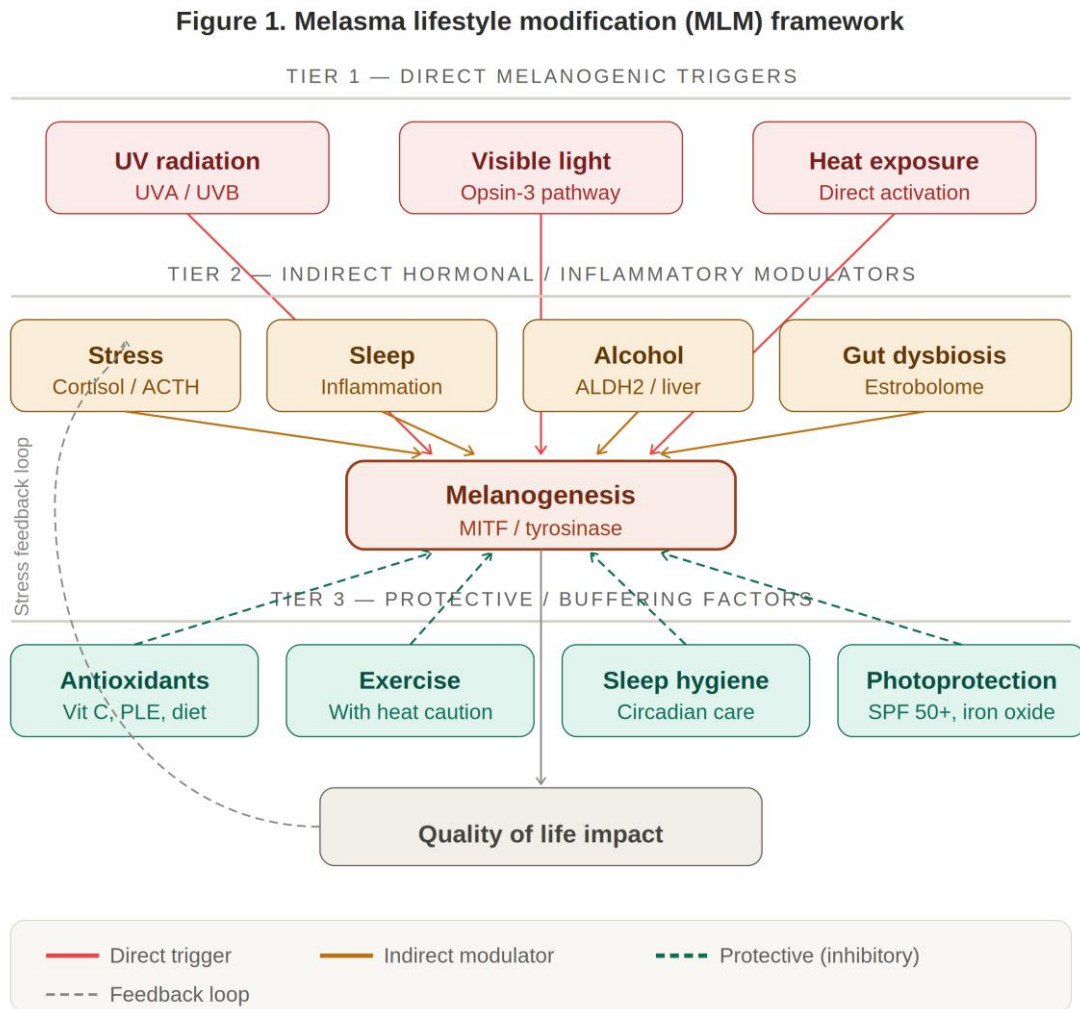 Figure 1. Melasma lifestyle modification (MLM) framework
TIER 1 — DIRECT MELANOGENIC TRIGGERS
UV radiation
UVA / UVB
Visible light
Opsin-3 pathway
Heat exposure
Direct activation
TIER 2 — INDIRECT HORMONAL / INFLAMMATORY MODULATORS
Stress
Cortisol / ACTH
Sleep
Inflammation
Alcohol
ALDH2 / liver
Gut dysbiosis
Estrobolome
Stress feedback loop
Melanogenesis
MITF / tyrosinase
TIER 3 — PROTECTIVE / BUFFERING FACTORS
Antioxidants
Vit C, PLE, diet
Exercise
With heat caution
Sleep hygiene
Circadian care
Photoprotection
SPF 50+, iron oxide
Quality of life impact
Direct trigger
Indirect modulator
Protective (inhibitory)
Feedback loop